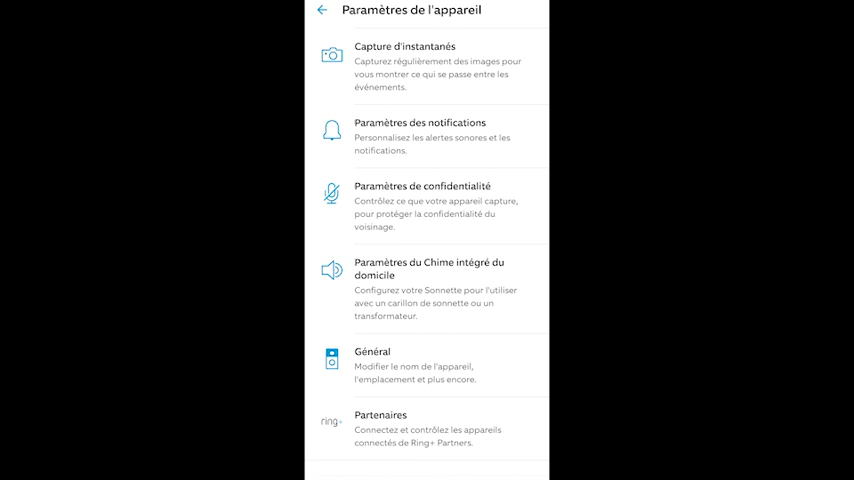 Paramètres de l'appareil
Capture d'instantanés
Capturez régulièrement des images pour
vous montrer ce qui se passe entre les
événements.
Paramètres des notifications
Personnalisez les alertes sonores et les
notifications.
Paramètres de confidentialité
Contrôlez ce que votre appareil capture,
pour protéger la confidentialité du
voisinage.
Paramètres du Chime intégré du
domicile
Configurez votre Sonnette pour l'utiliser
avec un carillon de sonnette ou un
transformateur.
Général
Modifier le nom de l'appareil,
l'emplacement et plus encore.
ring+
Partenaires
Connectez et contrôlez les appareils
connectés de Ring+ Partners.